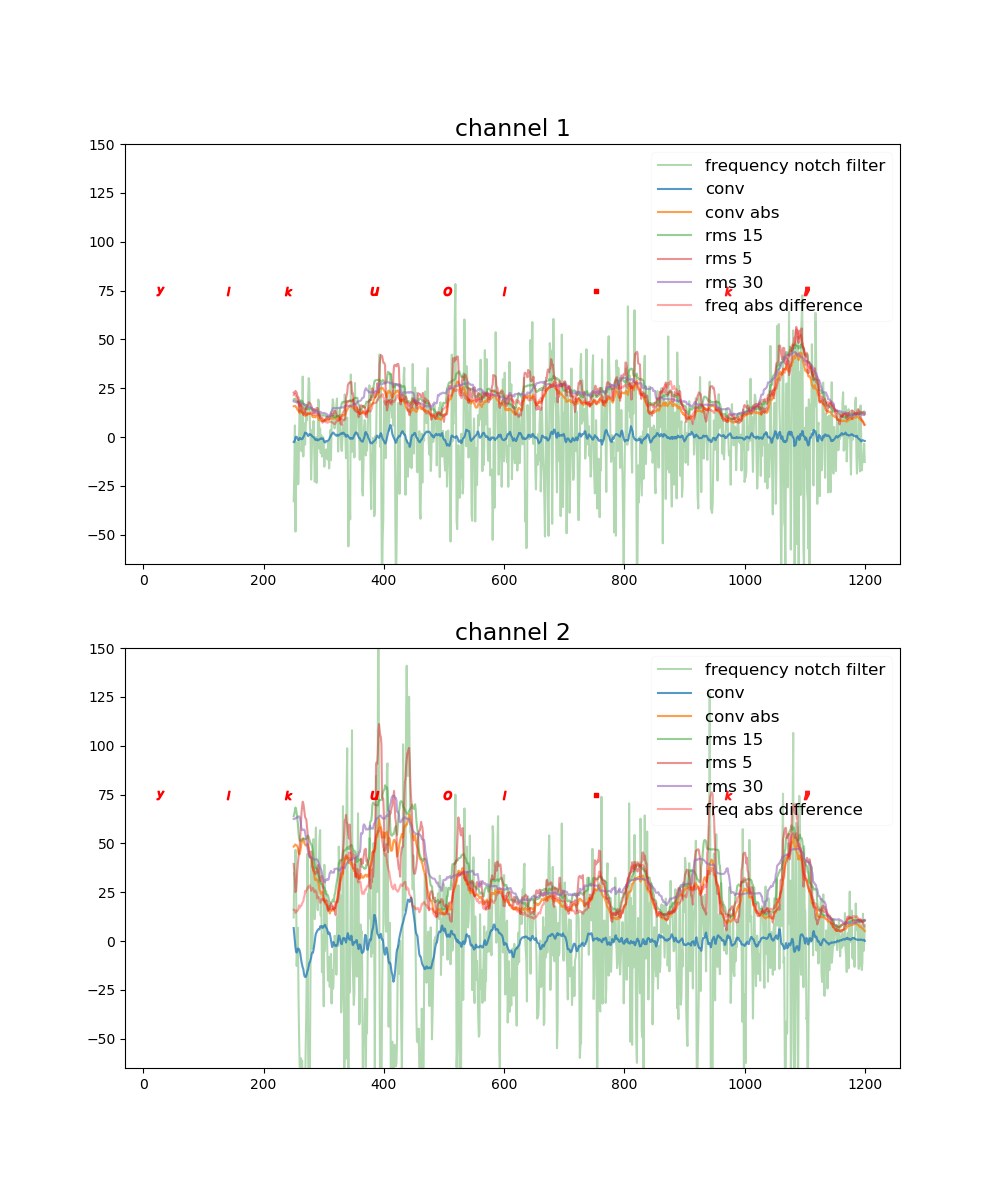 channel 1
150
125
100
75
50
25
0
−25
−50
frequency notch filter
conv
conv abs
rms 15
rms 5
rms 30
freq abs difference
y l k u o l . k
0 200 400 600 800 1000 1200
channel 2
150
125
100
75
50
25
0
−25
−50
frequency notch filter
conv
conv abs
rms 15
rms 5
rms 30
freq abs difference
y l k u o l . k
0 200 400 600 800 1000 1200